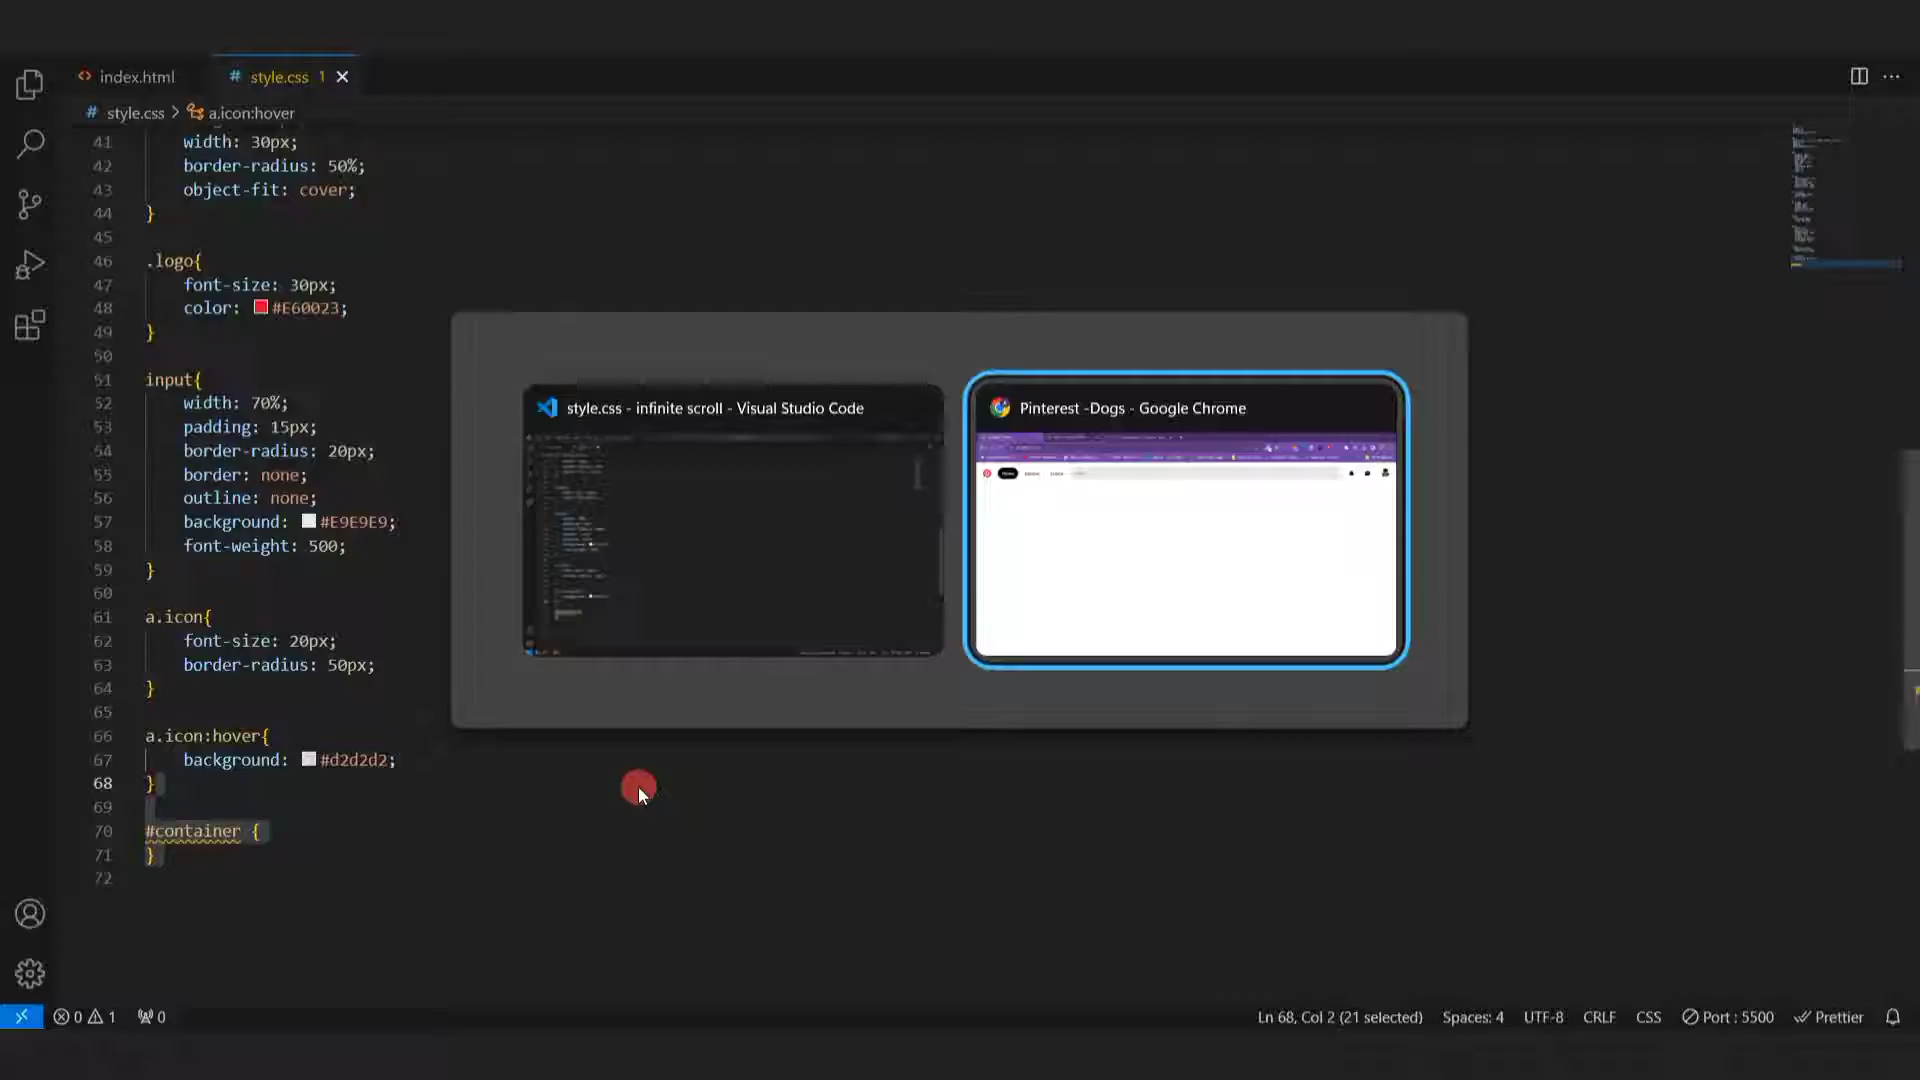 index.html
style.css 1
style.css > a.icon:hover
41 width: 30px;
42 border-radius: 50%;
43 object-fit: cover;
44 }
45
46 .logo{
47 font-size: 30px;
48 color: #E60023;
49 }
50
51 input{
52 width: 70%;
53 padding: 15px;
54 border-radius: 20px;
55 border: none;
56 outline: none;
57 background: #E9E9E9;
58 font-weight: 500;
59 }
60
61 a.icon{
62 font-size: 20px;
63 border-radius: 50px;
64 }
65
66 a.icon:hover{
67 background: #d2d2d2;
68 }
69
70 #container {
71 }
72
style.css - infinite scroll - Visual Studio Code
Pinterest -Dogs - Google Chrome
0 1 0
Ln 68, Col 2 (21 selected) Spaces: 4 UTF-8 CRLF CSS Port : 5500 Prettier